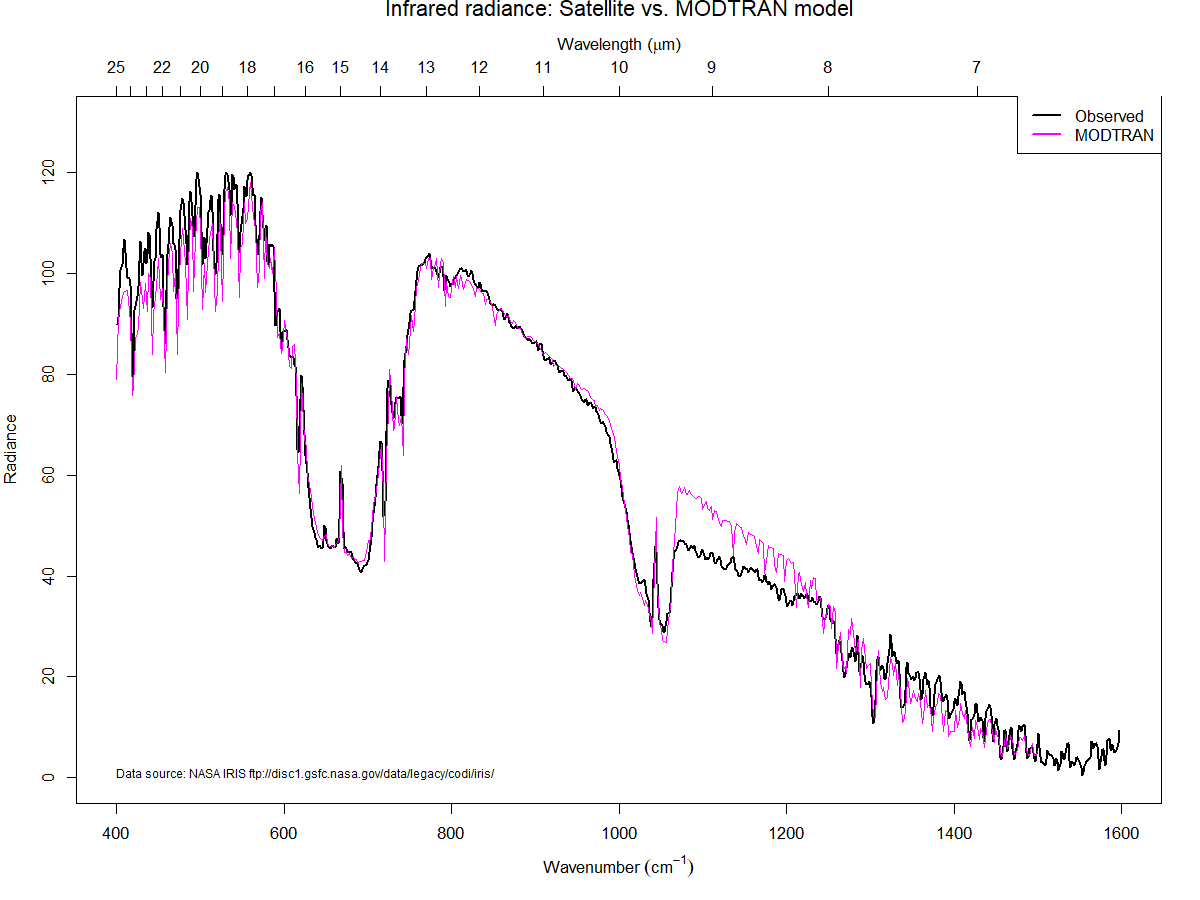 Infrared radiance: Satellite vs. MODTRAN model
Wavelength (μm)
25 22 20 18 16 15 14 13 12 11 10 9 8 7
Observed
MODTRAN
120
100
80
60
40
20
0
Radiance
Data source: NASA IRIS ftp://disc1.gsfc.nasa.gov/data/legacy/codi/iris/
400 600 800 1000 1200 1400 1600
Wavenumber (cm⁻¹)